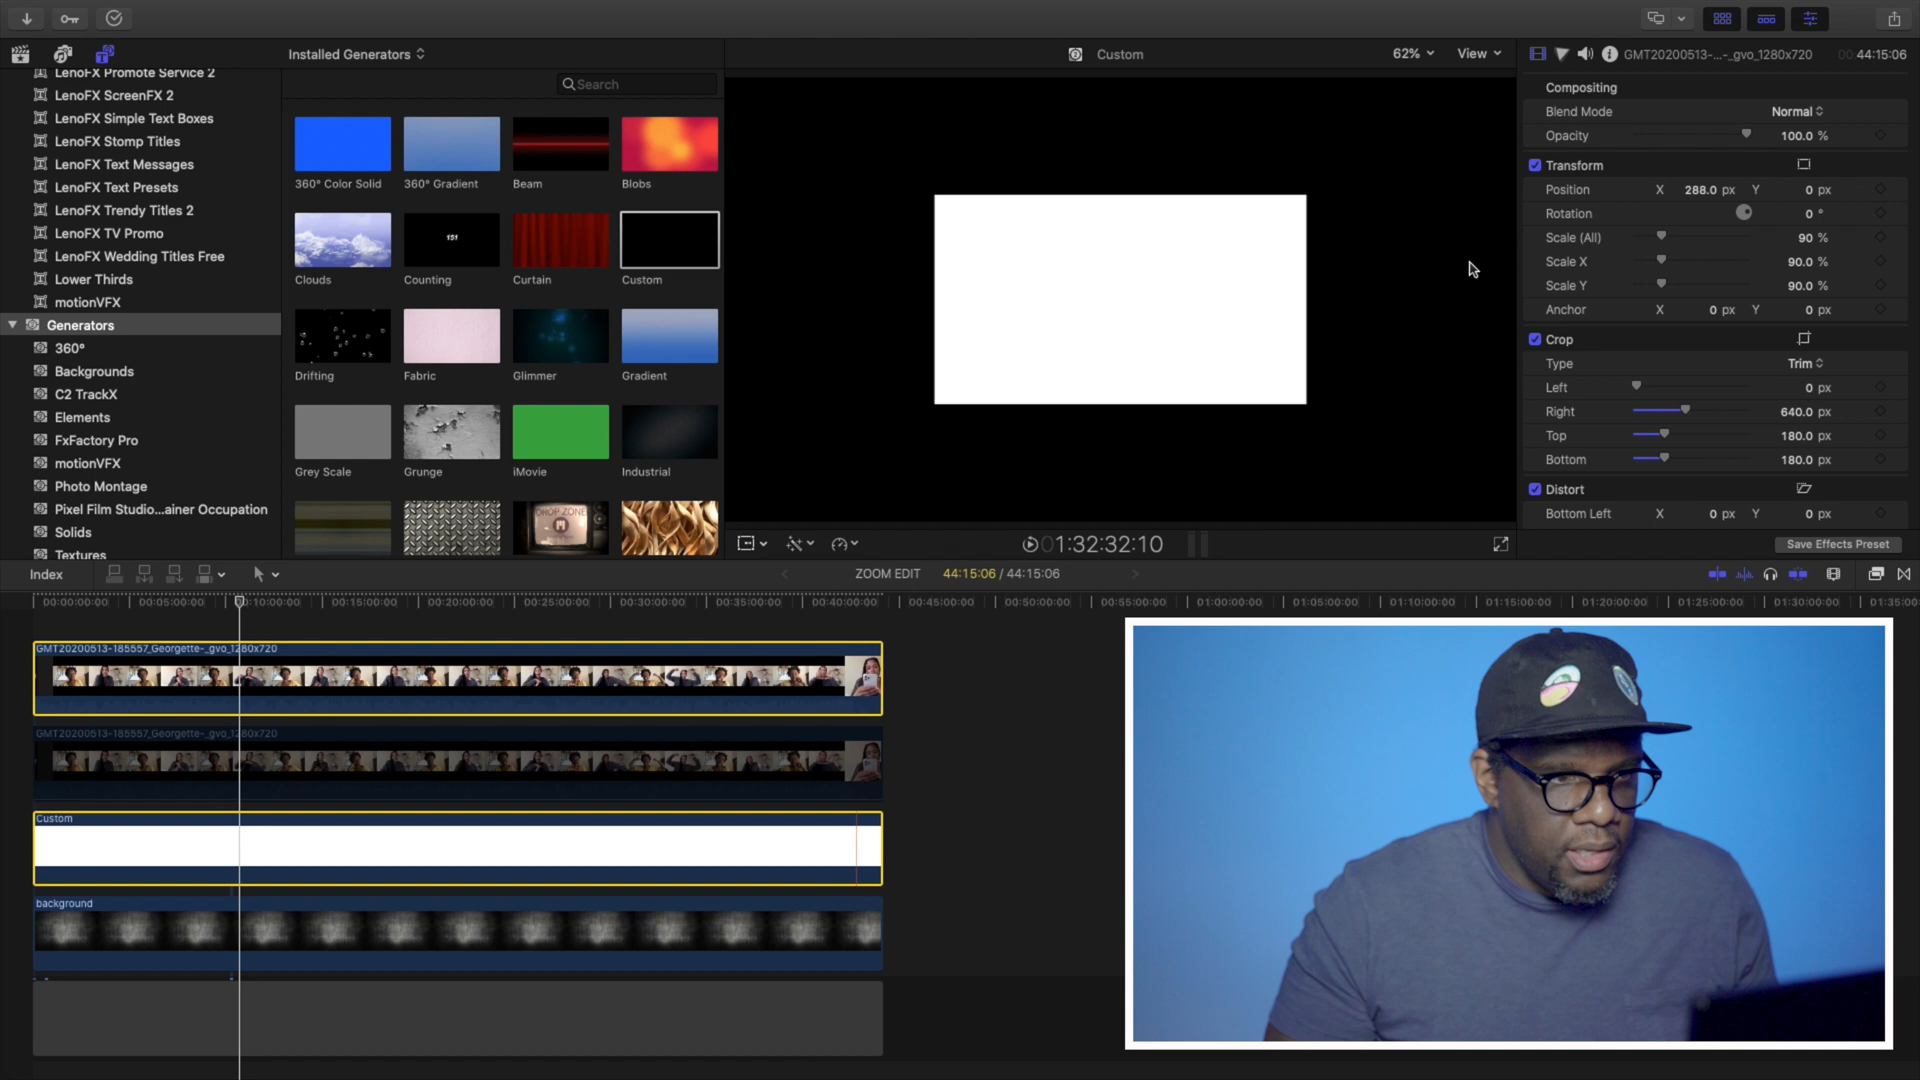 Installed Generators
Custom
62%
View
GMT20200513-...-_gvo_1280x720
00 44:15:06
LenoFX Promote Service 2
LenoFX ScreenFX 2
LenoFX Simple Text Boxes
LenoFX Stomp Titles
LenoFX Text Messages
LenoFX Text Presets
LenoFX Trendy Titles 2
LenoFX TV Promo
LenoFX Wedding Titles Free
Lower Thirds
motionVFX
Generators
360°
Backgrounds
C2 TrackX
Elements
FxFactory Pro
motionVFX
Photo Montage
Pixel Film Studio...ainer Occupation
Solids
Textures
Search
360° Color Solid
360° Gradient
Beam
Blobs
151
Clouds
Counting
Curtain
Custom
Drifting
Fabric
Glimmer
Gradient
Grey Scale
Grunge
iMovie
Industrial
DROP ZONE
Compositing
Blend Mode Normal
Opacity 100.0 %
Transform
Position X 288.0 px Y 0 px
Rotation 0 °
Scale (All) 90 %
Scale X 90.0 %
Scale Y 90.0 %
Anchor X 0 px Y 0 px
Crop
Type Trim
Left 0 px
Right 640.0 px
Top 180.0 px
Bottom 180.0 px
Distort
Bottom Left X 0 px Y 0 px
01:32:32:10
Save Effects Preset
Index
ZOOM EDIT
44:15:06 / 44:15:06
00:00:00:00 00:05:00:00 00:10:00:00 00:15:00:00 00:20:00:00 00:25:00:00 00:30:00:00 00:35:00:00 00:40:00:00 00:45:00:00 00:50:00:00 00:55:00:00 01:00:00:00 01:05:00:00 01:10:00:00 01:15:00:00 01:20:00:00 01:25:00:00 01:30:00:00 01:35:00
GMT20200513-185557_Georgette-_gvo_1280x720
GMT20200513-185557_Georgette-_gvo_1280x720
Custom
background